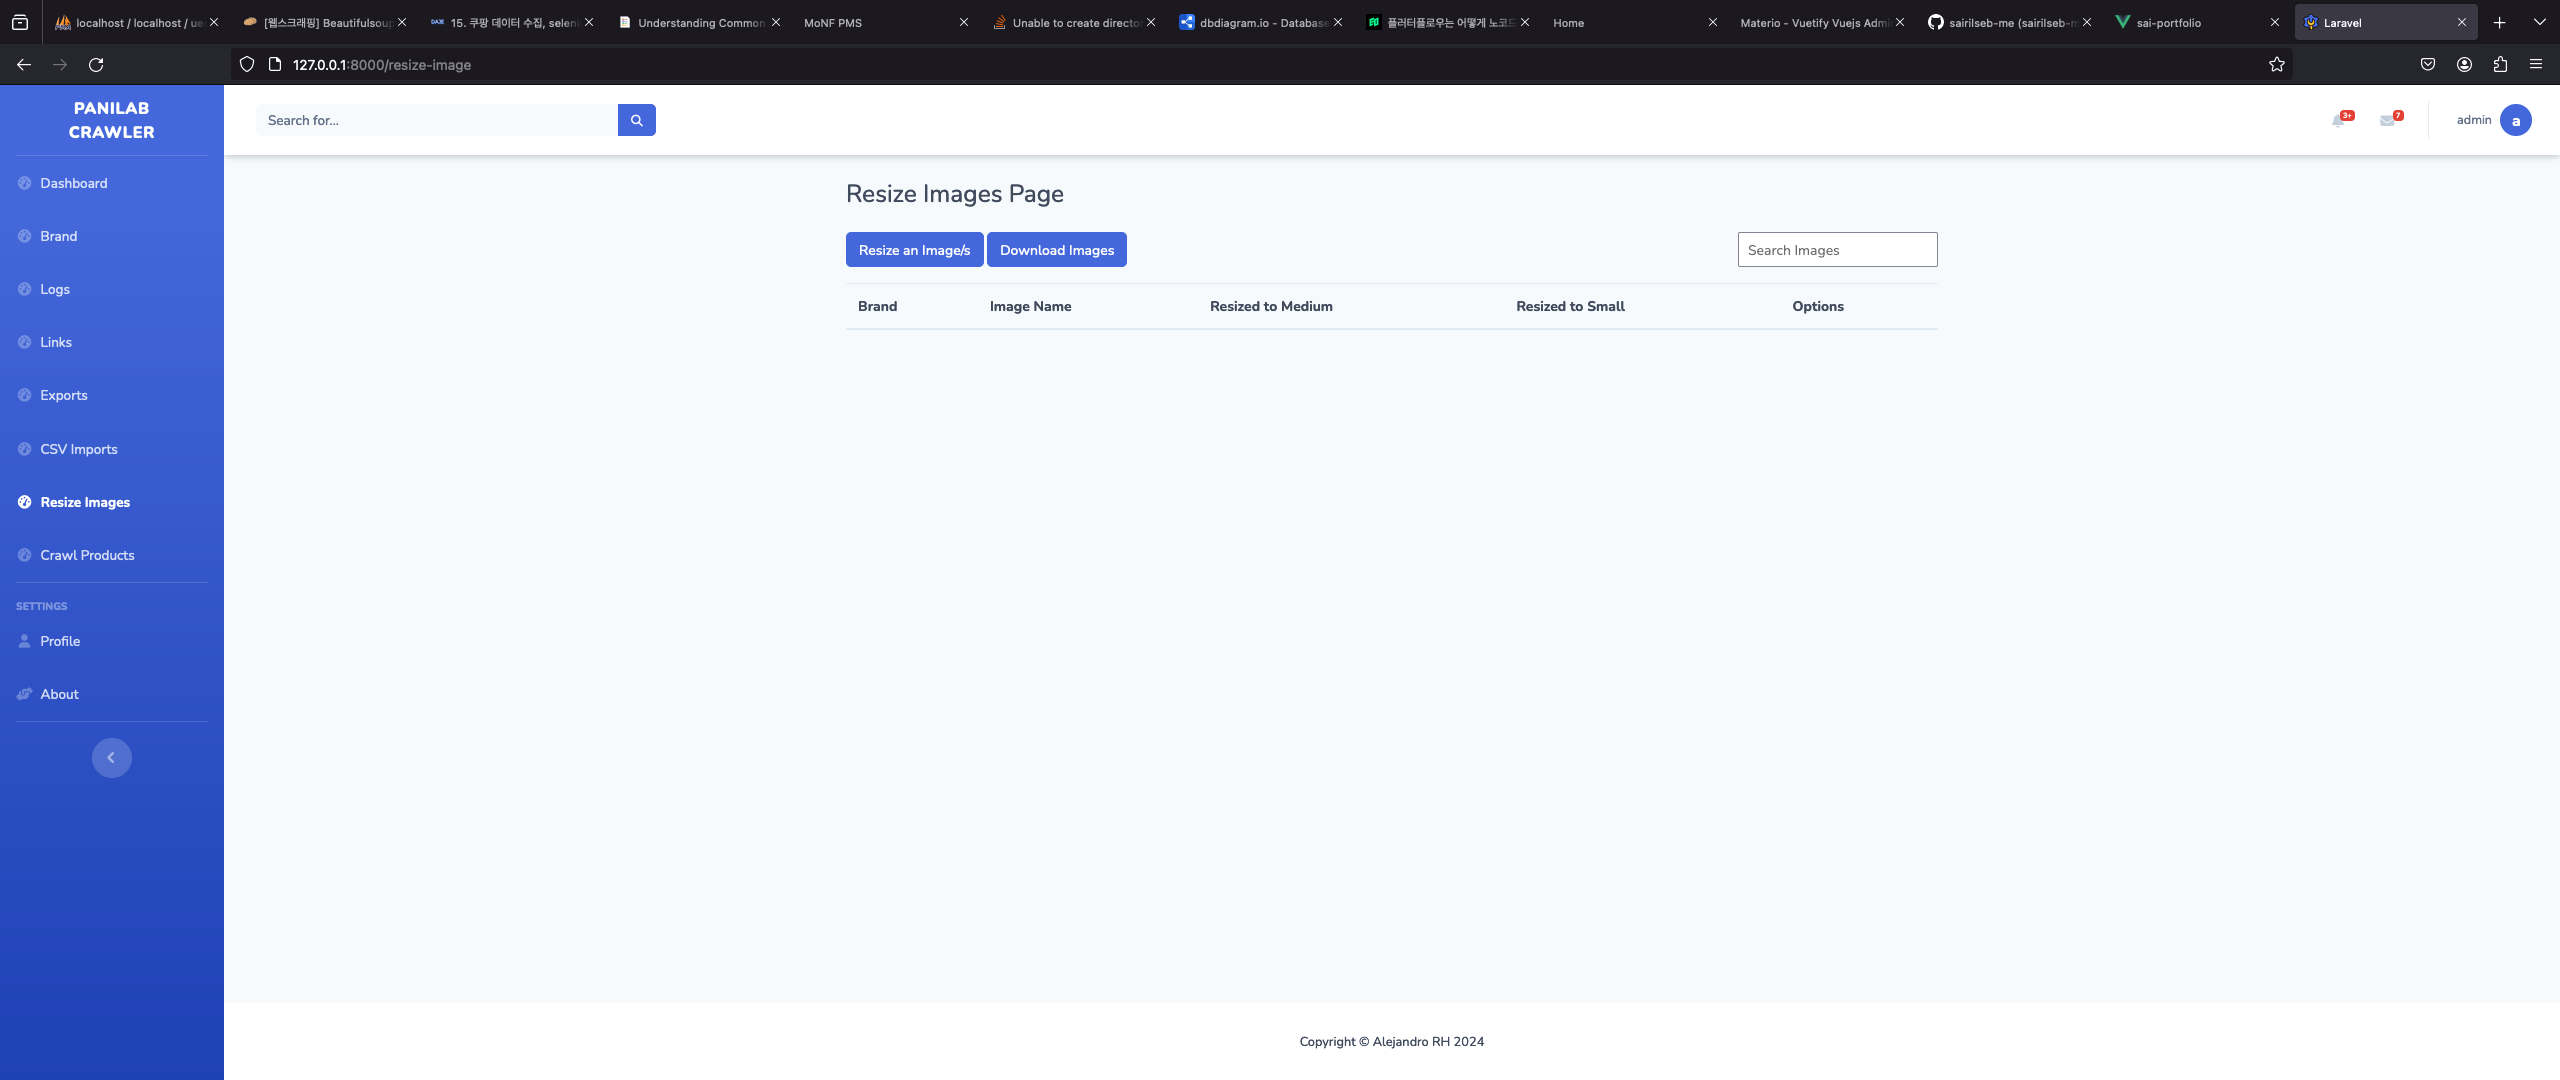 localhost / localhost / ue
[웹스크래핑] Beautifulsoup
15. 쿠팡 데이터 수집, seleni
Understanding Common
MoNF PMS
Unable to create director
dbdiagram.io - Database
플러터플로우는 어떻게 노코드
Home
Materio - Vuetify Vuejs Admi
sairilseb-me (sairilseb-m
sai-portfolio
Laravel
127.0.0.1:8000/resize-image
PANILAB
CRAWLER
Search for...
3+
7
admin
a
Dashboard
Brand
Logs
Links
Exports
CSV Imports
Resize Images
Crawl Products
SETTINGS
Profile
About
Resize Images Page
Resize an Image/s
Download Images
Search Images
Brand
Image Name
Resized to Medium
Resized to Small
Options
Copyright © Alejandro RH 2024